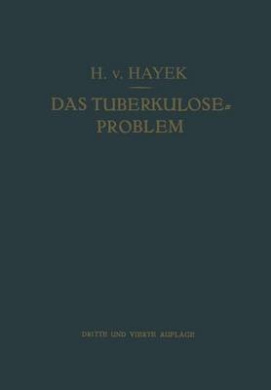 H. v. HAYEK
DAS TUBERKULOSE=
PROBLEM
DRITTE UND VIERTE AUFLAGE